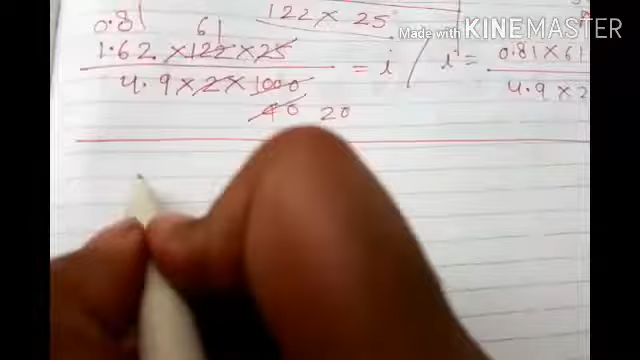 122 × 25
0.81 61
1.62 × 122 × 25 = i / i = 0.81 × 61
4.9 × 2 × 1000 4.9 × 2
40 20
Made with KINEMASTER